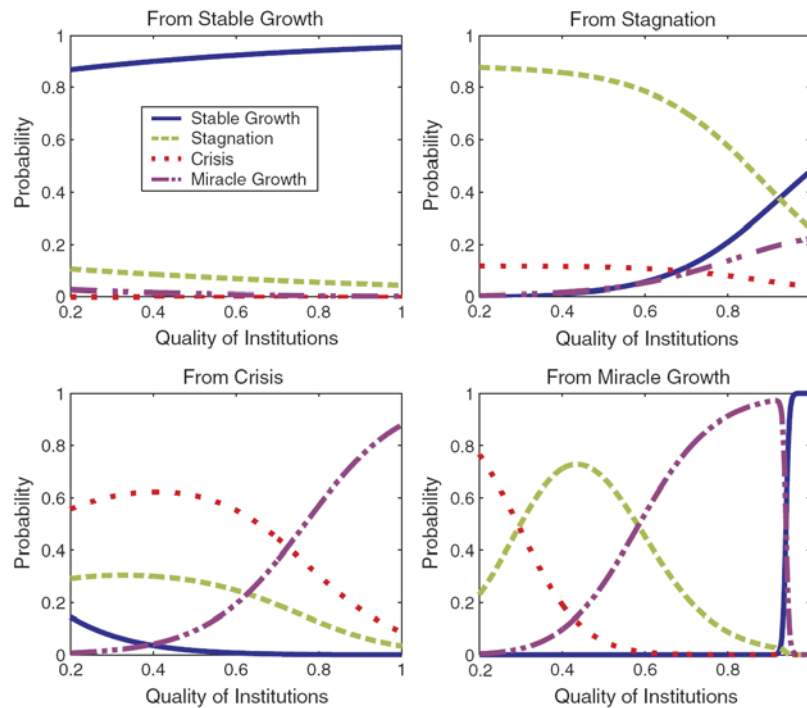 From Stable Growth
1
0.8
0.6
0.4
0.2
0
Probability
Stable Growth
Stagnation
Crisis
Miracle Growth
0.2 0.4 0.6 0.8 1
Quality of Institutions
From Stagnation
1
0.8
0.6
0.4
0.2
0
Probability
0.2 0.4 0.6 0.8
Quality of Institutions
From Crisis
1
0.8
0.6
0.4
0.2
0
Probability
0.2 0.4 0.6 0.8 1
Quality of Institutions
From Miracle Growth
1
0.8
0.6
0.4
0.2
0
Probability
0.2 0.4 0.6 0.8
Quality of Institutions